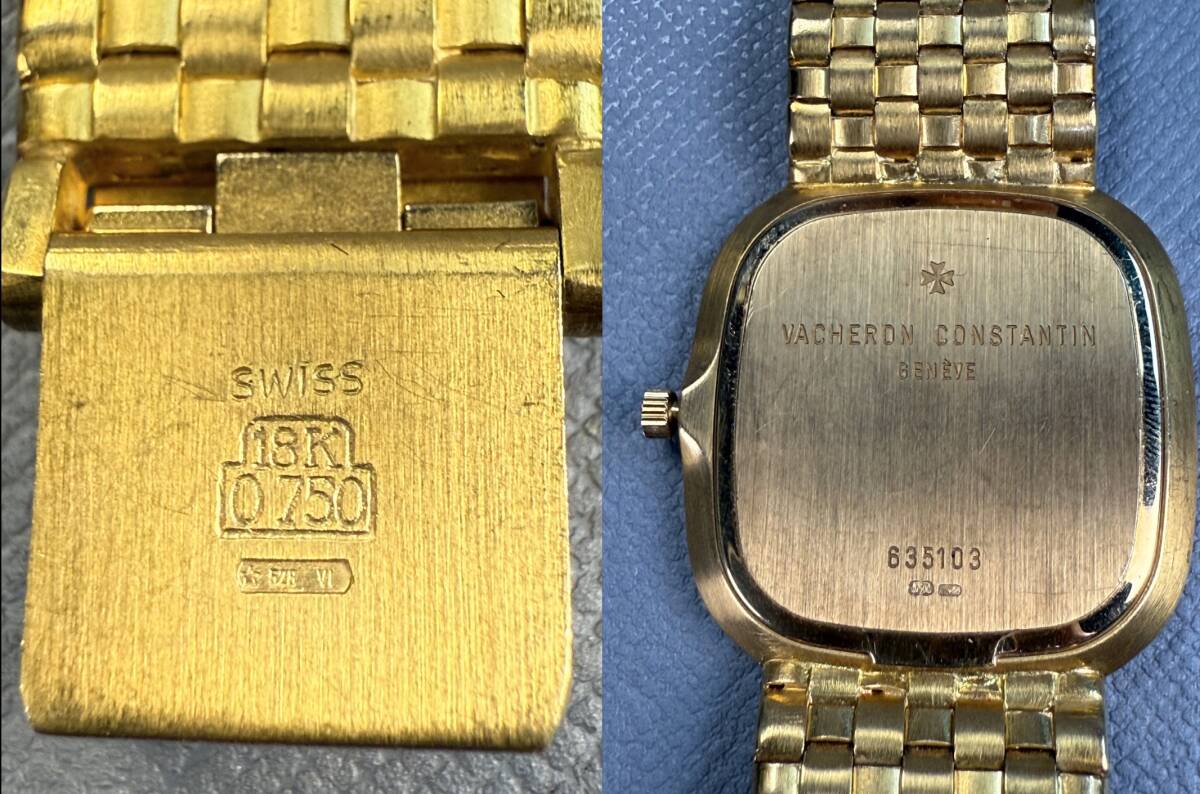 SWISS
18K
0 750
VACHERON CONSTANTIN
GENÈVE
635103